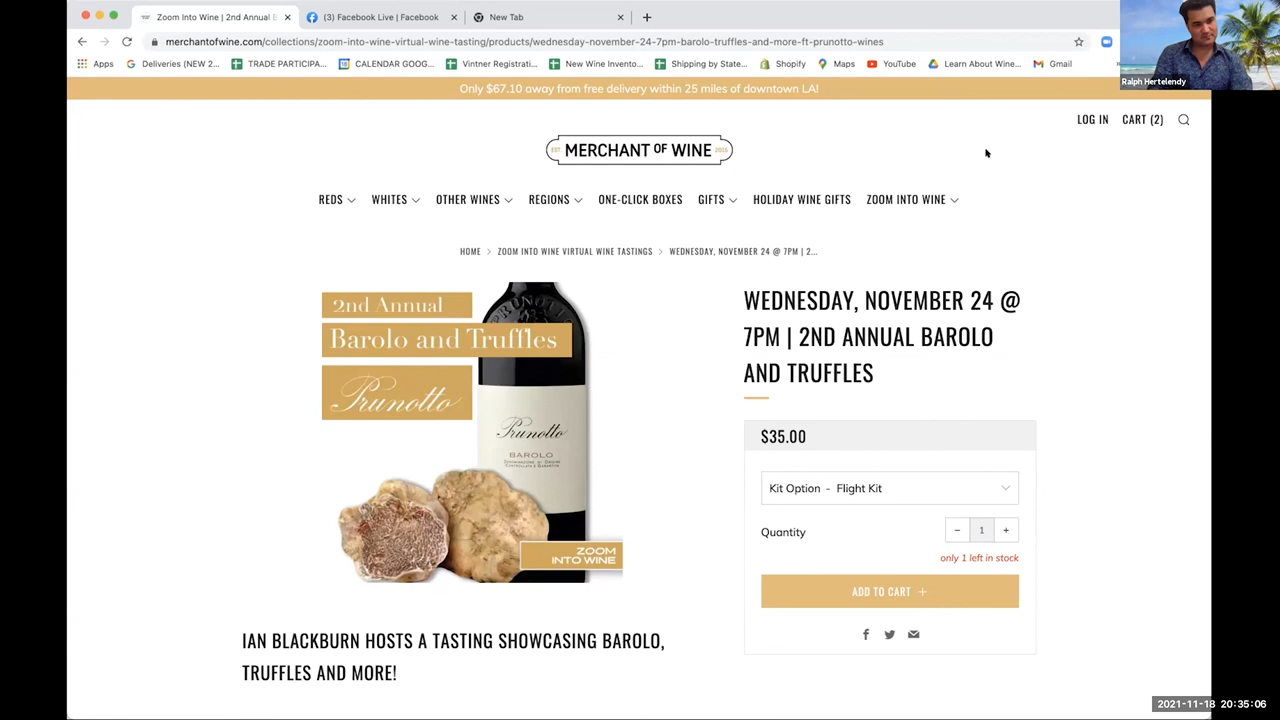 Zoom Into Wine | 2nd Annual B
(3) Facebook Live | Facebook
New Tab
merchantofwine.com/collections/zoom-into-wine-virtual-wine-tasting/products/wednesday-november-24-7pm-barolo-truffles-and-more-ft-prunotto-wines
Apps
Deliveries (NEW 2...
TRADE PARTICIPA...
CALENDAR GOOG...
Vintner Registrati...
New Wine Invento...
Shipping by State...
Shopify
Maps
YouTube
Learn About Wine...
Gmail
Ralph Hertelendy
Only $67.10 away from free delivery within 25 miles of downtown LA!
LOG IN CART (2)
EST. MERCHANT OF WINE 2015
REDS WHITES OTHER WINES REGIONS ONE-CLICK BOXES GIFTS HOLIDAY WINE GIFTS ZOOM INTO WINE
HOME > ZOOM INTO WINE VIRTUAL WINE TASTINGS > WEDNESDAY, NOVEMBER 24 @ 7PM | 2...
2nd Annual
Barolo and Truffles
Prunotto
PRUNOTTO
Prunotto
BAROLO
DENOMINAZIONE DI ORIGINE
CONTROLLATA E GARANTITA
ZOOM
INTO WINE
WEDNESDAY, NOVEMBER 24 @
7PM | 2ND ANNUAL BAROLO
AND TRUFFLES
$35.00
Kit Option - Flight Kit
Quantity
− 1 +
only 1 left in stock
ADD TO CART +
IAN BLACKBURN HOSTS A TASTING SHOWCASING BAROLO,
TRUFFLES AND MORE!
2021-11-18 20:35:06